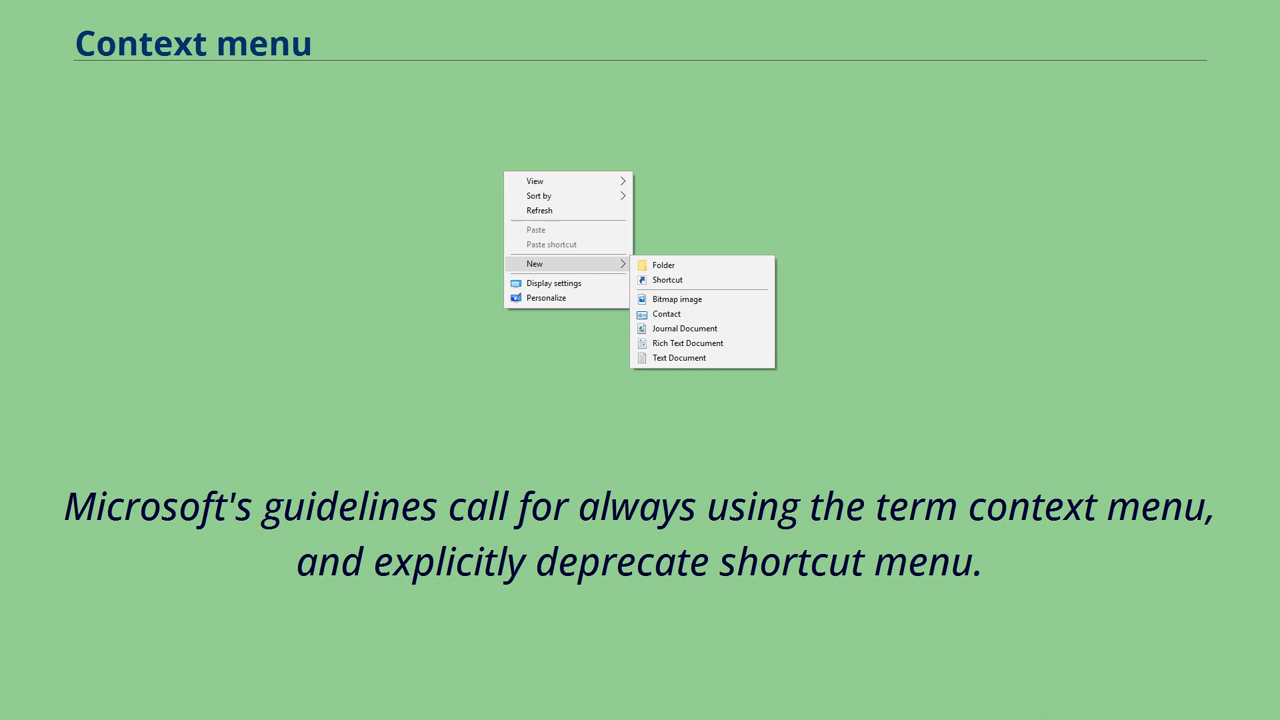 Context menu
View
Sort by
Refresh
Paste
Paste shortcut
New
Display settings
Personalize
Folder
Shortcut
Bitmap image
Contact
Journal Document
Rich Text Document
Text Document
Microsoft's guidelines call for always using the term context menu,
and explicitly deprecate shortcut menu.